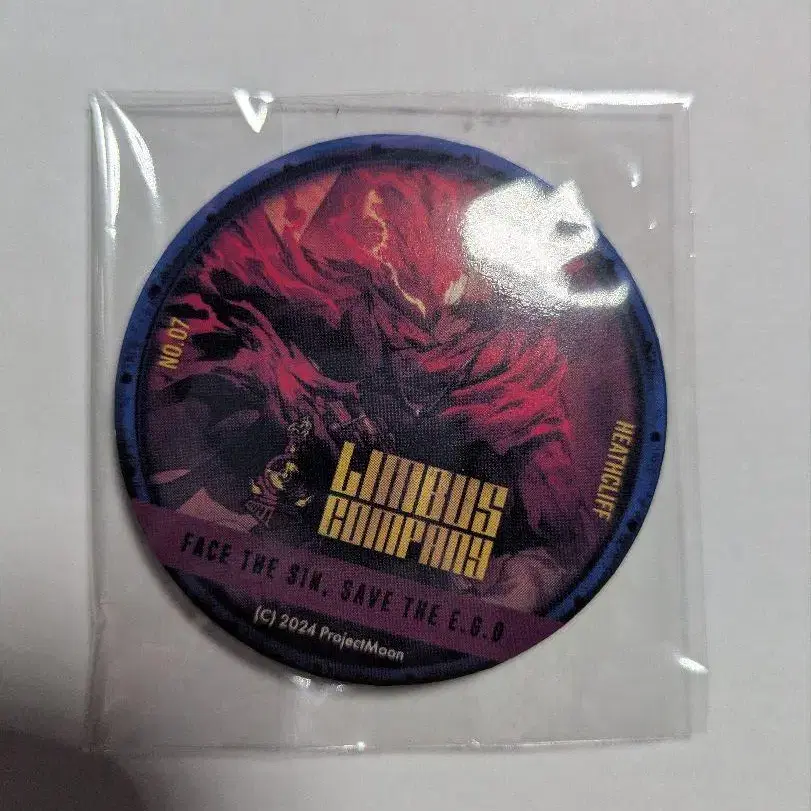 NO.07
HEATHCLIFF
LIMBUS
COMPANY
FACE THE SIN, SAVE THE E.G.O
(C) 2024 ProjectMoon